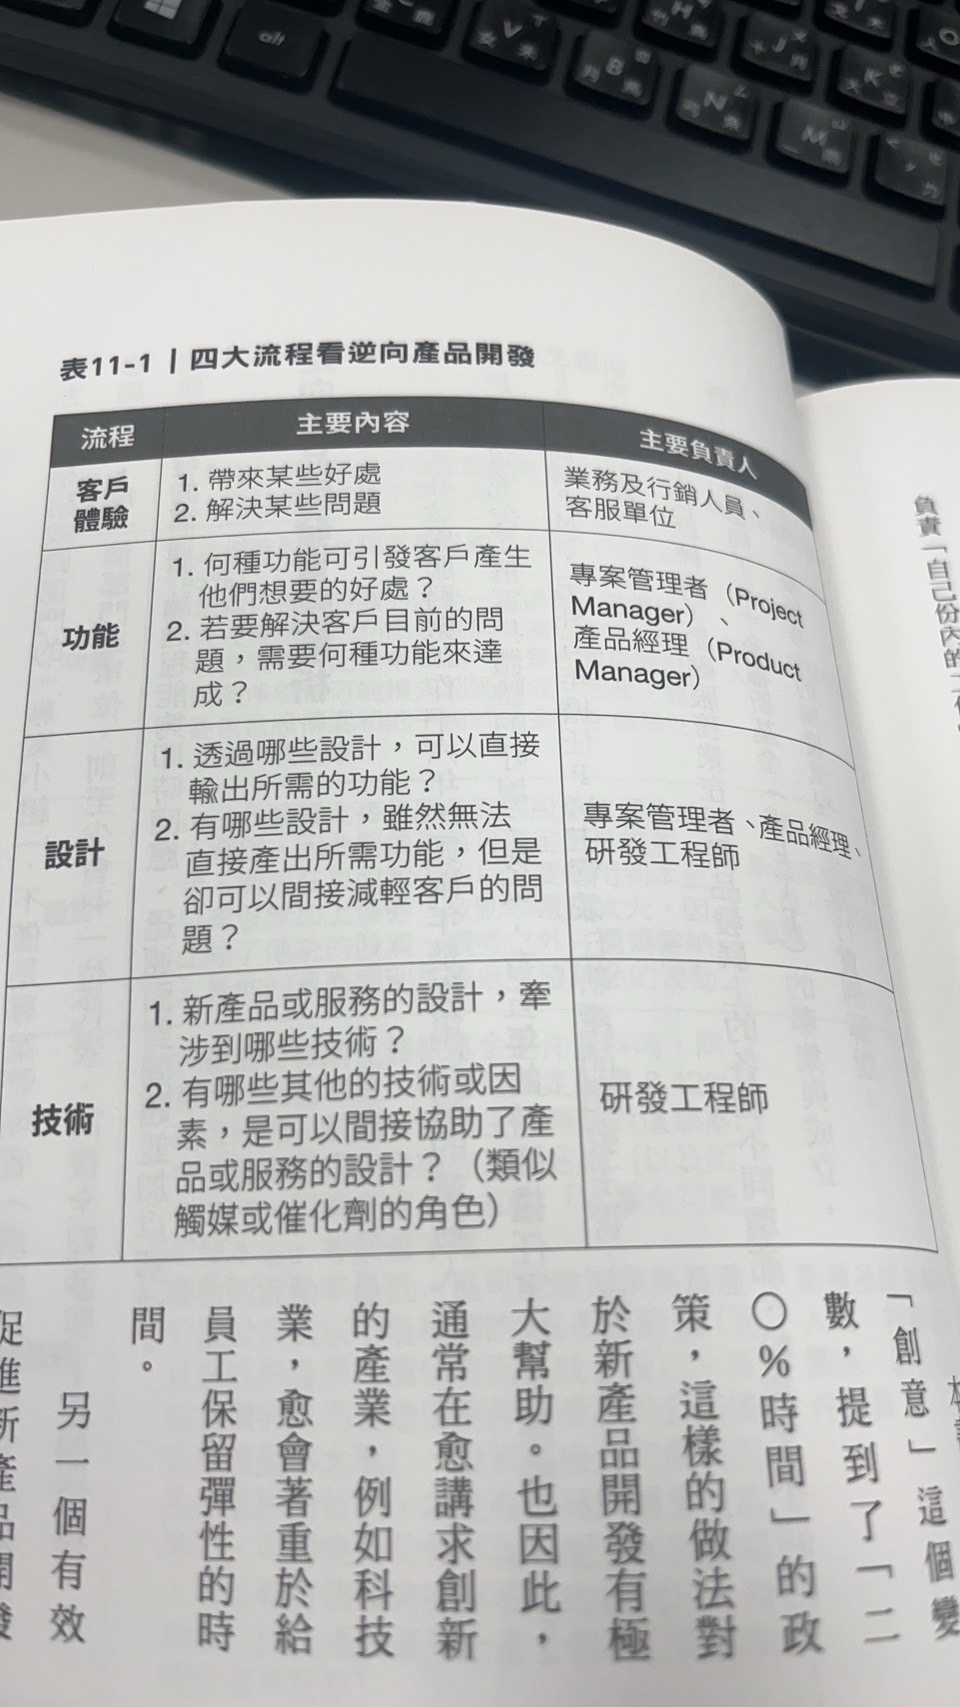 表11-1｜四大流程看逆向產品開發
流程
主要內容
主要負責人
客戶
體驗
1. 帶來某些好處
2. 解決某些問題
業務及行銷人員、
客服單位
功能
1. 何種功能可引發客戶產生
他們想要的好處？
2. 若要解決客戶目前的問
題，需要何種功能來達
成？
專案管理者（Project
Manager）、
產品經理（Product
Manager）
設計
1. 透過哪些設計，可以直接
輸出所需的功能？
2. 有哪些設計，雖然無法
直接產出所需功能，但是
卻可以間接減輕客戶的問
題？
專案管理者、產品經理、
研發工程師
技術
1. 新產品或服務的設計，牽
涉到哪些技術？
2. 有哪些其他的技術或因
素，是可以間接協助了產
品或服務的設計？（類似
觸媒或催化劑的角色）
研發工程師
「創意」這個變
數，提到了「二
〇％時間」的政
策，這樣的做法對
於新產品開發有極
大幫助。也因此，
通常在愈講求創新
的產業，例如科技
業，愈會著重於給
員工保留彈性的時
間。
另一個有效
促進新產品開發
負責「自己份內的工作」
alt
V
B
N
M
H
J
K